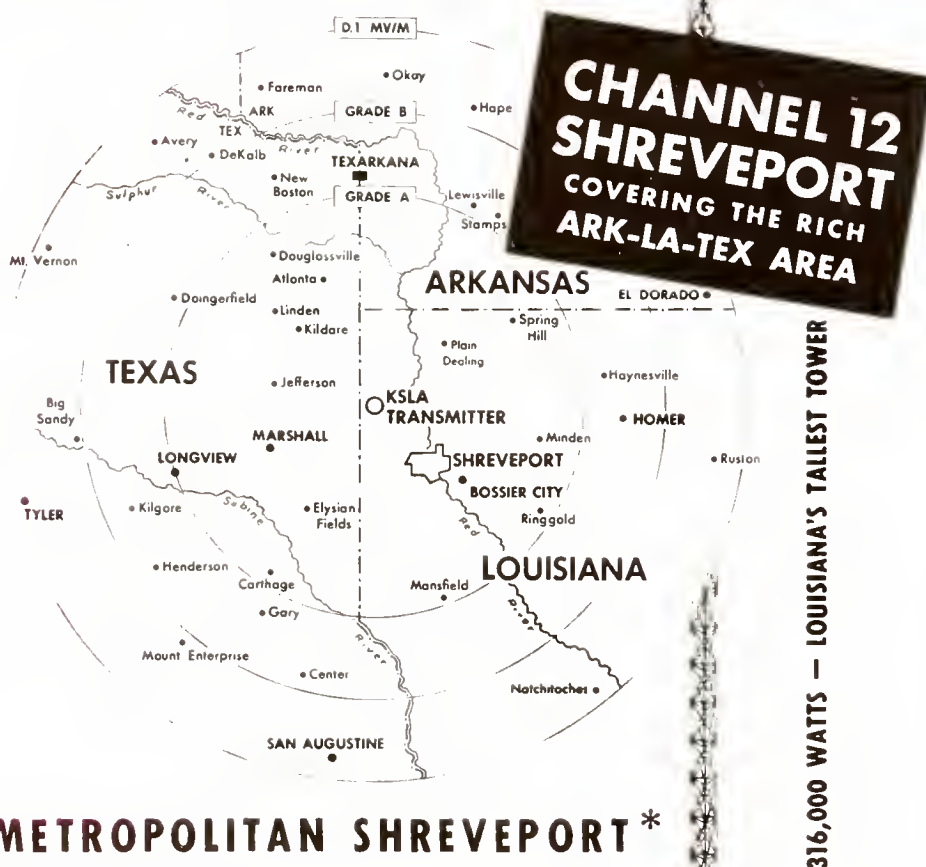 D.1 MV/M
CHANNEL 12
SHREVEPORT
COVERING THE RICH
ARK-LA-TEX AREA
Foreman
Okay
Hope
Red
ARK
TEX
River
GRADE B
Avery
DeKalb
TEXARKANA
New
Boston
GRADE A
Lewisville
Stamps
Sulphur
River
Mt. Vernon
Douglossville
Atlonta
ARKANSAS
EL DORADO
Doingerfield
Linden
Kildare
Spring
Hill
Plain
Dealing
TEXAS
Jefferson
KSLA
TRANSMITTER
Haynesville
HOMER
Big
Sandy
MARSHALL
Minden
LONGVIEW
SHREVEPORT
Ruston
BOSSIER CITY
TYLER
Kilgore
Sabine
Elysian
Fields
Red
Ringgold
Henderson
Carthage
Mansfield
LOUISIANA
Gary
River
River
Mount Enterprise
Center
Natchitoches
SAN AUGUSTINE
METROPOLITAN SHREVEPORT*
316,000 WATTS — LOUISIANA'S TALLEST TOWER